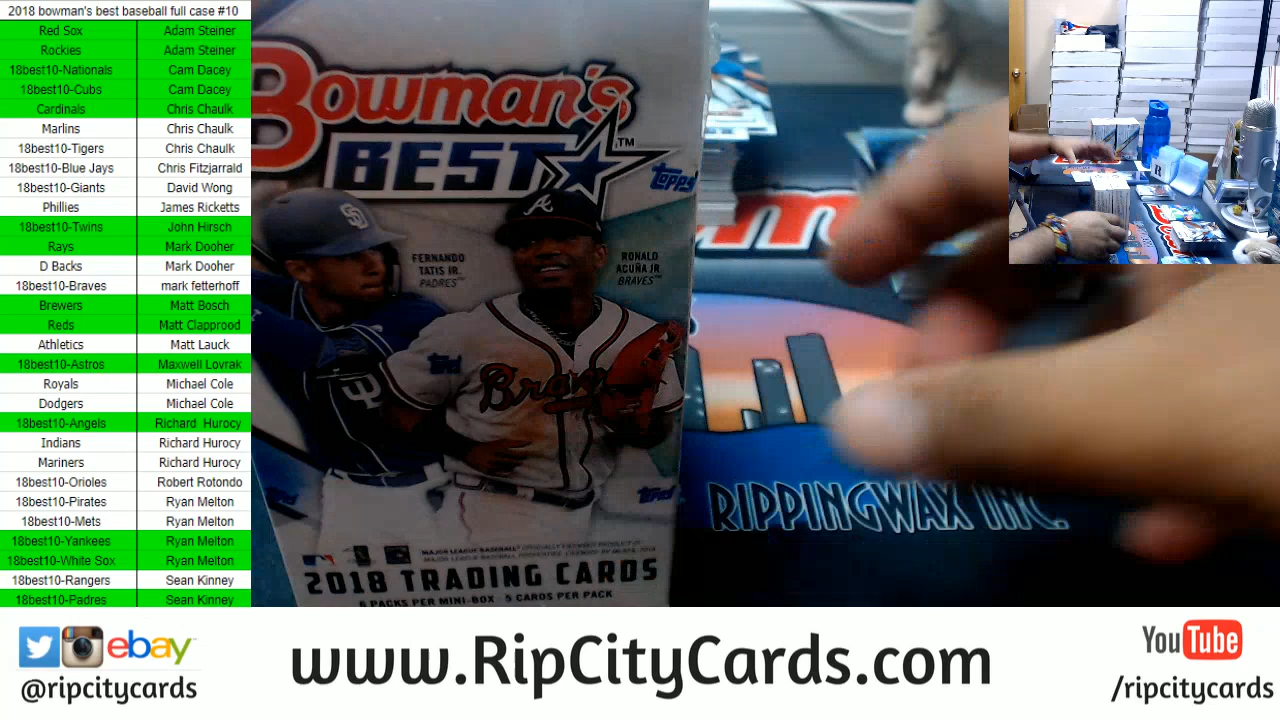 2018 bowman's best baseball full case #10
Red Sox Adam Steiner
Rockies Adam Steiner
18best10-Nationals Cam Dacey
18best10-Cubs Cam Dacey
Cardinals Chris Chaulk
Marlins Chris Chaulk
18best10-Tigers Chris Chaulk
18best10-Blue Jays Chris Fitzjarrald
18best10-Giants David Wong
Phillies James Ricketts
18best10-Twins John Hirsch
Rays Mark Dooher
D Backs Mark Dooher
18best10-Braves mark fetterhoff
Brewers Matt Bosch
Reds Matt Clapprood
Athletics Matt Lauck
18best10-Astros Maxwell Lovrak
Royals Michael Cole
Dodgers Michael Cole
18best10-Angels Richard Hurocy
Indians Richard Hurocy
Mariners Richard Hurocy
18best10-Orioles Robert Rotondo
18best10-Pirates Ryan Melton
18best10-Mets Ryan Melton
18best10-Yankees Ryan Melton
18best10-White Sox Ryan Melton
18best10-Rangers Sean Kinney
18best10-Padres Sean Kinney
Bowman's
BEST ™
Topps
FERNANDO
TATIS JR.
PADRES™
RONALD
ACUÑA JR.
BRAVES™
SD
A
Braves
Topps
2018 TRADING CARDS
6 PACKS PER MINI-BOX 5 CARDS PER PACK
RIPPINGWAX INC.
ebay
@ripcitycards
www.RipCityCards.com
YouTube
/ripcitycards